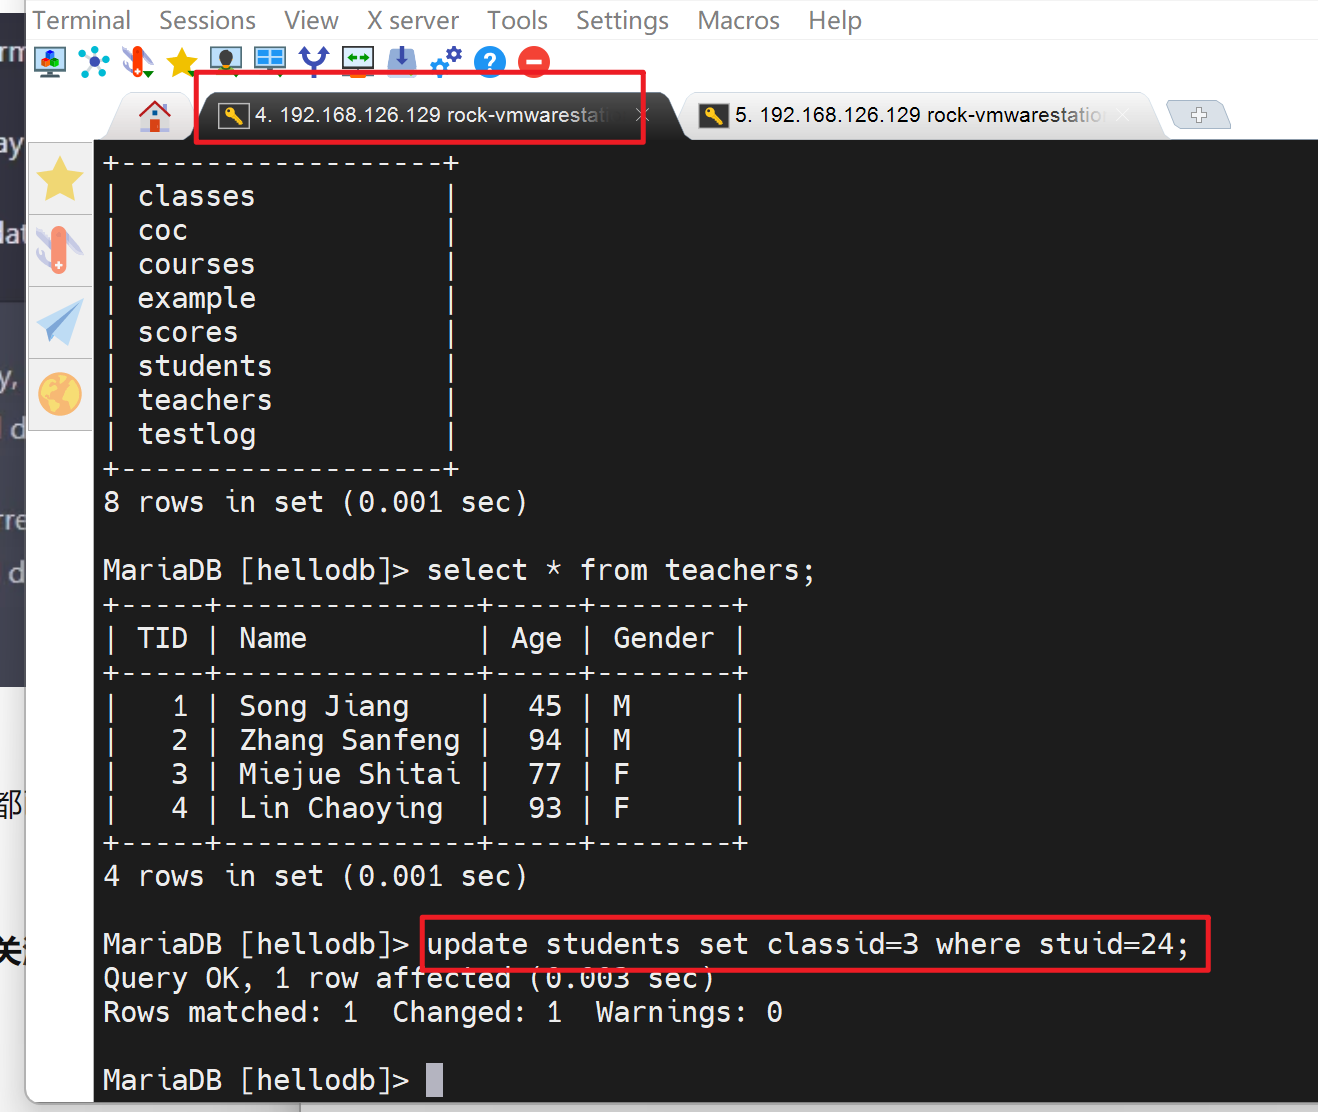 Terminal Sessions View X server Tools Settings Macros Help
4. 192.168.126.129 rock-vmwarestati
5. 192.168.126.129 rock-vmwarestatio
+-------------------+
| classes |
| coc |
| courses |
| example |
| scores |
| students |
| teachers |
| testlog |
+-------------------+
8 rows in set (0.001 sec)
MariaDB [hellodb]> select * from teachers;
+-----+---------------+-----+--------+
| TID | Name | Age | Gender |
+-----+---------------+-----+--------+
| 1 | Song Jiang | 45 | M |
| 2 | Zhang Sanfeng | 94 | M |
| 3 | Miejue Shitai | 77 | F |
| 4 | Lin Chaoying | 93 | F |
+-----+---------------+-----+--------+
4 rows in set (0.001 sec)
MariaDB [hellodb]> update students set classid=3 where stuid=24;
Query OK, 1 row affected (0.003 sec)
Rows matched: 1 Changed: 1 Warnings: 0
MariaDB [hellodb]>